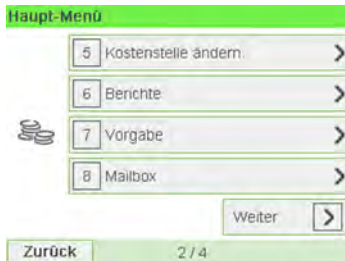 Haupt-Menü
5 Kostenstelle ändern
6 Berichte
7 Vorgabe
8 Mailbox
Weiter
Zurück 2/4